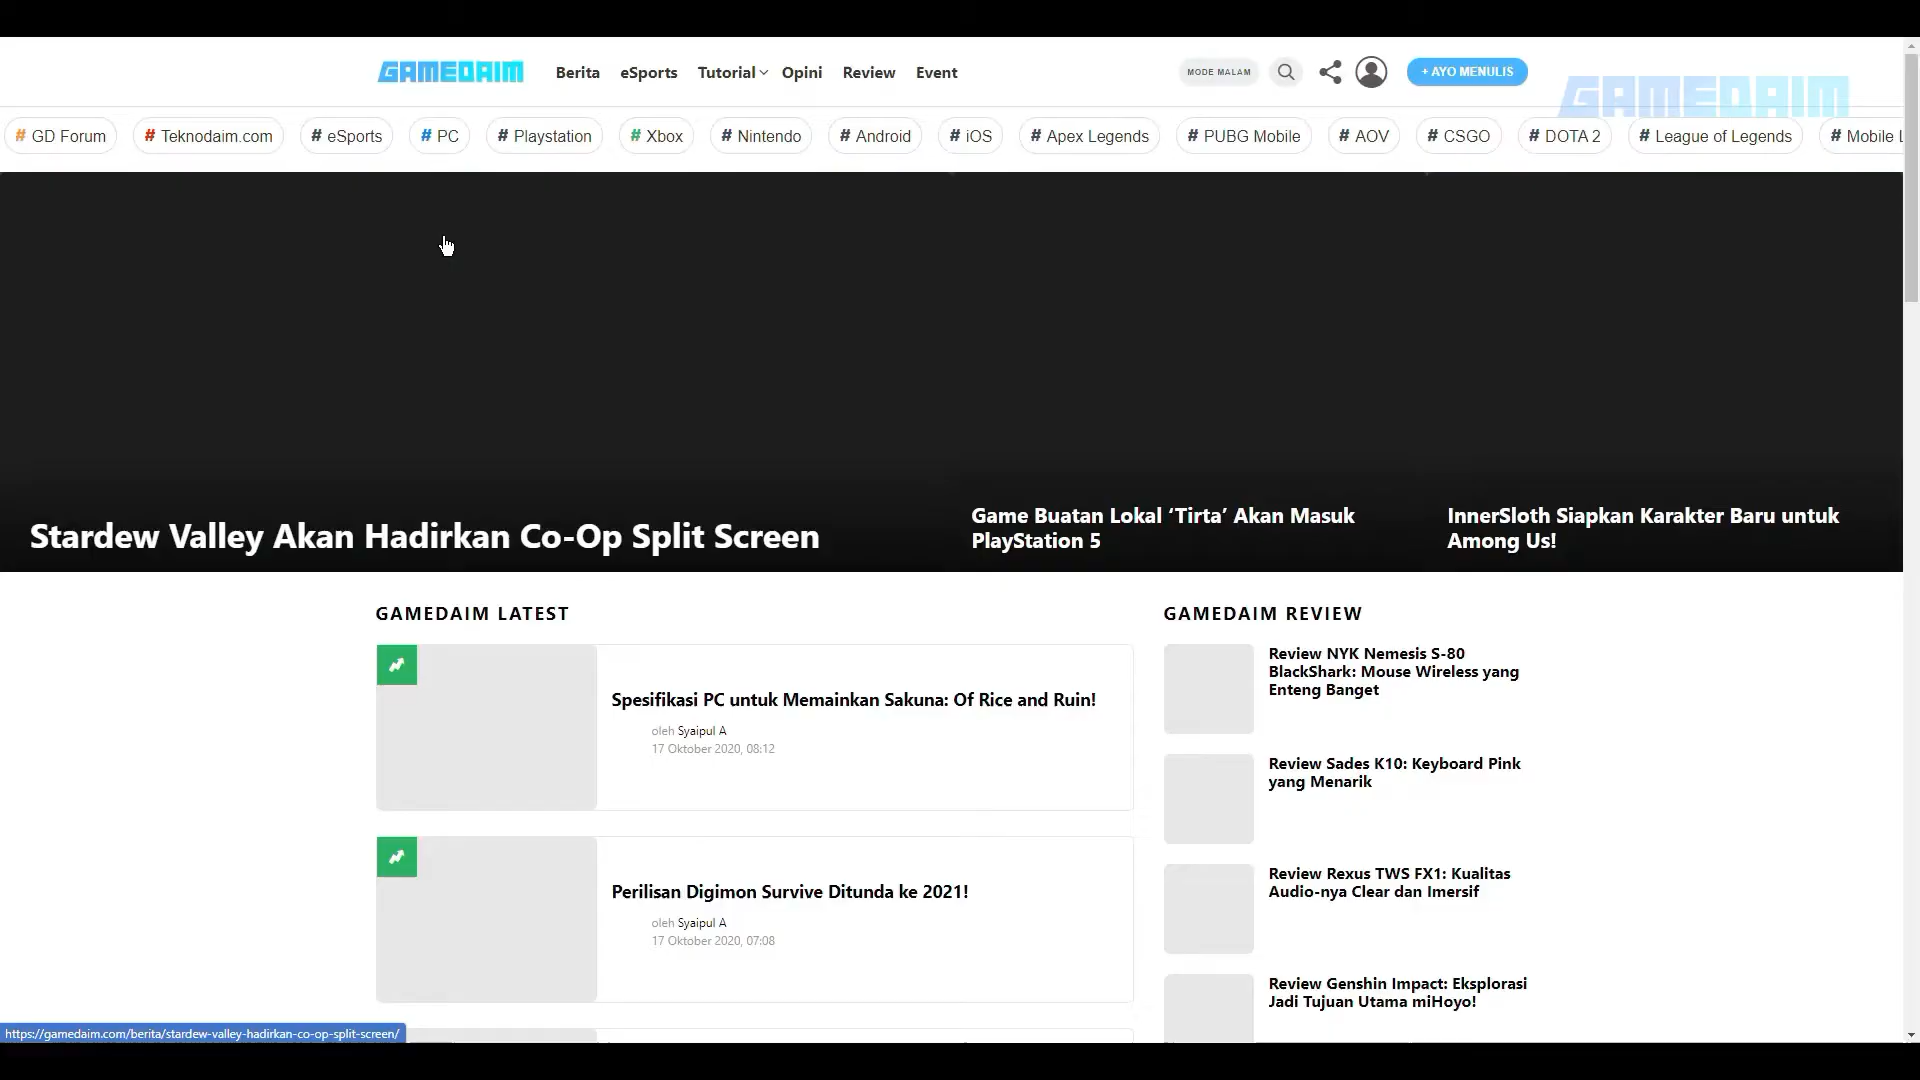 GAMEDAIM
Berita eSports Tutorial Opini Review Event
MODE MALAM
+ AYO MENULIS
GAMEDAIM
# GD Forum # Teknodaim.com # eSports # PC # Playstation # Xbox # Nintendo # Android # iOS # Apex Legends # PUBG Mobile # AOV # CSGO # DOTA 2 # League of Legends # Mobile L
Stardew Valley Akan Hadirkan Co-Op Split Screen
Game Buatan Lokal ‘Tirta’ Akan Masuk
PlayStation 5
InnerSloth Siapkan Karakter Baru untuk
Among Us!
GAMEDAIM LATEST
Spesifikasi PC untuk Memainkan Sakuna: Of Rice and Ruin!
oleh Syaipul A
17 Oktober 2020, 08:12
Perilisan Digimon Survive Ditunda ke 2021!
oleh Syaipul A
17 Oktober 2020, 07:08
GAMEDAIM REVIEW
Review NYK Nemesis S-80
BlackShark: Mouse Wireless yang
Enteng Banget
Review Sades K10: Keyboard Pink
yang Menarik
Review Rexus TWS FX1: Kualitas
Audio-nya Clear dan Imersif
Review Genshin Impact: Eksplorasi
Jadi Tujuan Utama miHoyo!
https://gamedaim.com/berita/stardew-valley-hadirkan-co-op-split-screen/